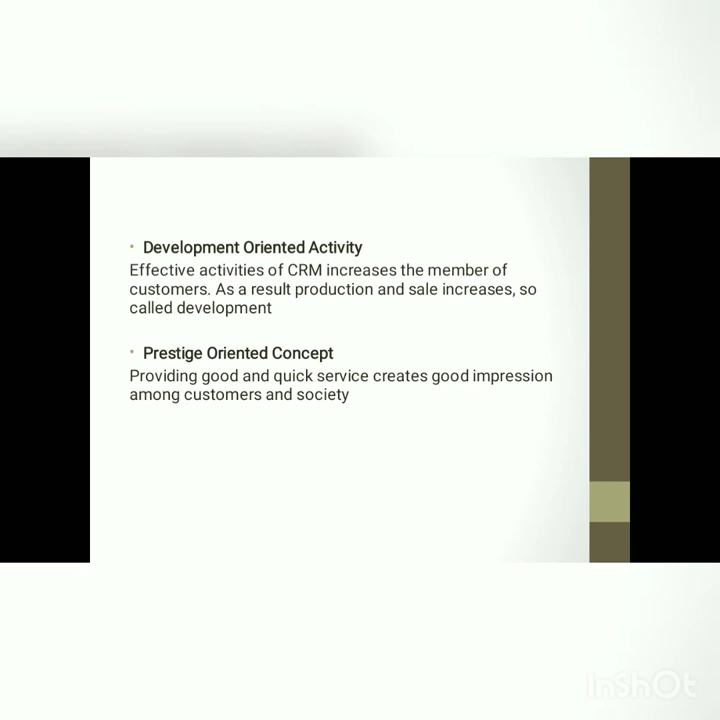 • Development Oriented Activity
Effective activities of CRM increases the member of
customers. As a result production and sale increases, so
called development
• Prestige Oriented Concept
Providing good and quick service creates good impression
among customers and society
InShOt